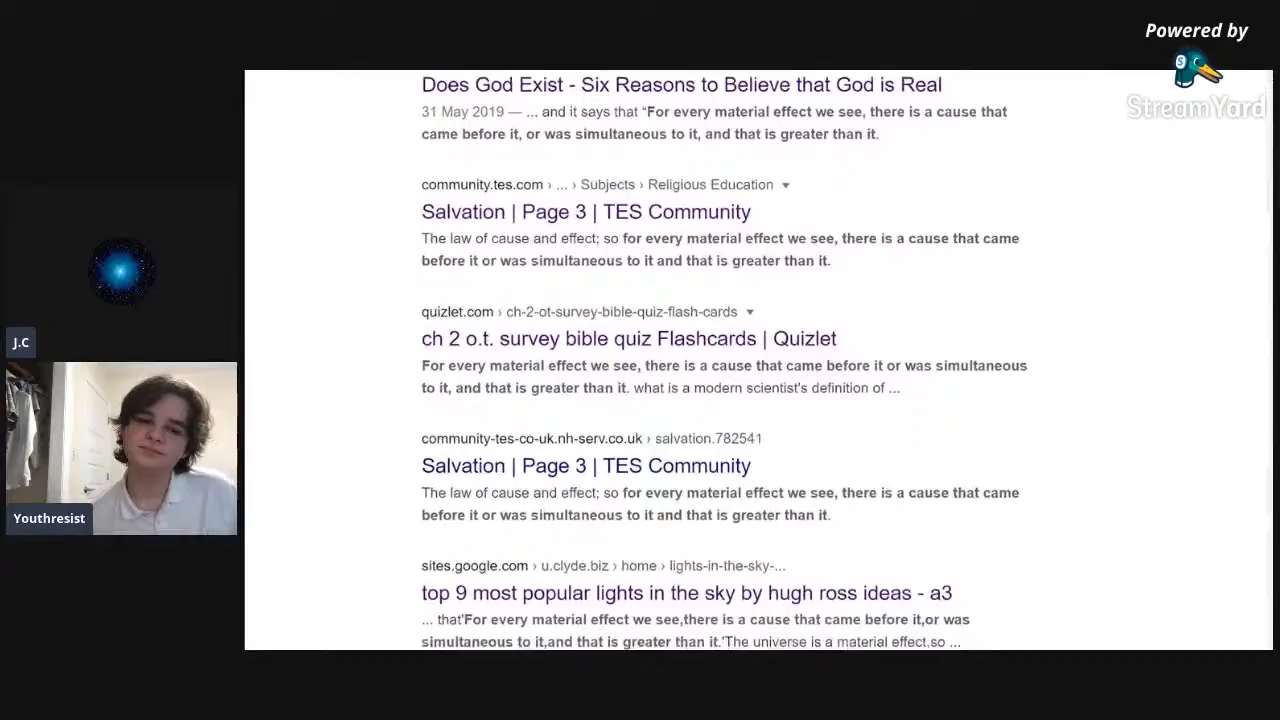 Powered by
StreamYard
Does God Exist - Six Reasons to Believe that God is Real
31 May 2019 — ... and it says that “For every material effect we see, there is a cause that
came before it, or was simultaneous to it, and that is greater than it.
community.tes.com › ... › Subjects › Religious Education
Salvation | Page 3 | TES Community
The law of cause and effect; so for every material effect we see, there is a cause that came
before it or was simultaneous to it and that is greater than it.
quizlet.com › ch-2-ot-survey-bible-quiz-flash-cards
ch 2 o.t. survey bible quiz Flashcards | Quizlet
For every material effect we see, there is a cause that came before it or was simultaneous
to it, and that is greater than it. what is a modern scientist's definition of ...
community-tes-co-uk.nh-serv.co.uk › salvation.782541
Salvation | Page 3 | TES Community
The law of cause and effect; so for every material effect we see, there is a cause that came
before it or was simultaneous to it and that is greater than it.
sites.google.com › u.clyde.biz › home › lights-in-the-sky-...
top 9 most popular lights in the sky by hugh ross ideas - a3
... that'For every material effect we see,there is a cause that came before it,or was
simultaneous to it,and that is greater than it.'The universe is a material effect,so ...
J.C
Youthresist